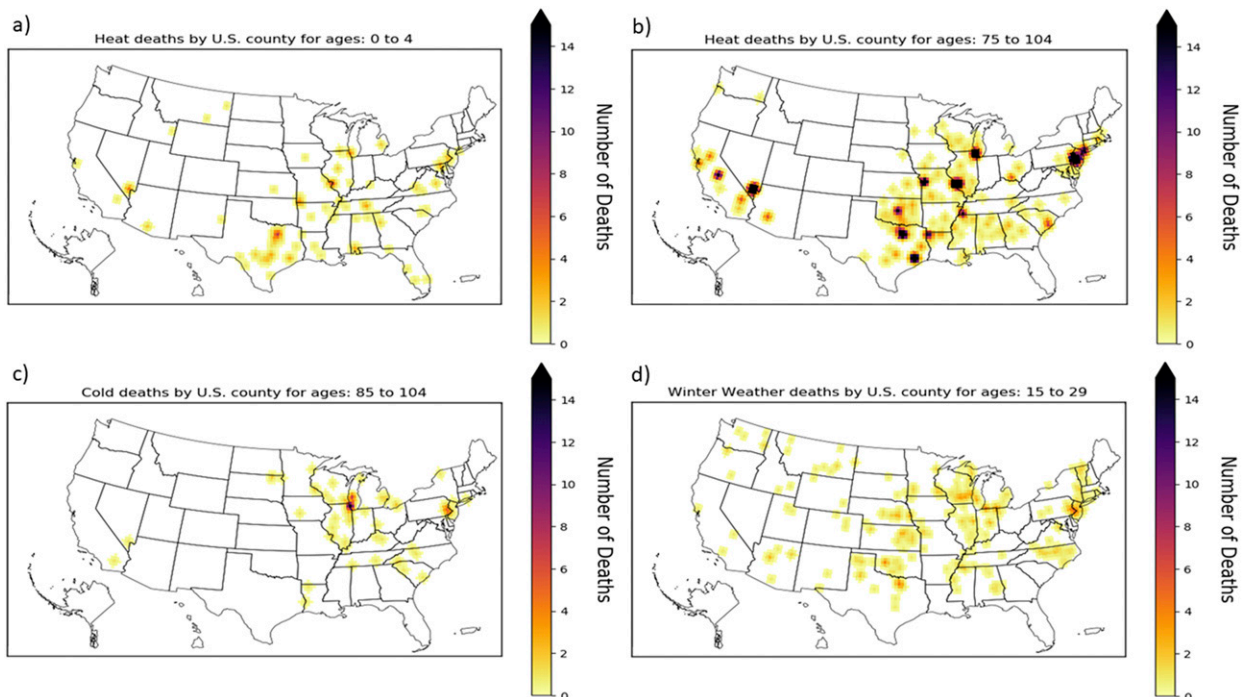 a)
Heat deaths by U.S. county for ages: 0 to 4
14
12
10
8
6
4
2
0
Number of Deaths
b)
Heat deaths by U.S. county for ages: 75 to 104
14
12
10
8
6
4
2
0
Number of Deaths
c)
Cold deaths by U.S. county for ages: 85 to 104
14
12
10
8
6
4
2
0
Number of Deaths
d)
Winter Weather deaths by U.S. county for ages: 15 to 29
14
12
10
8
6
4
2
0
Number of Deaths